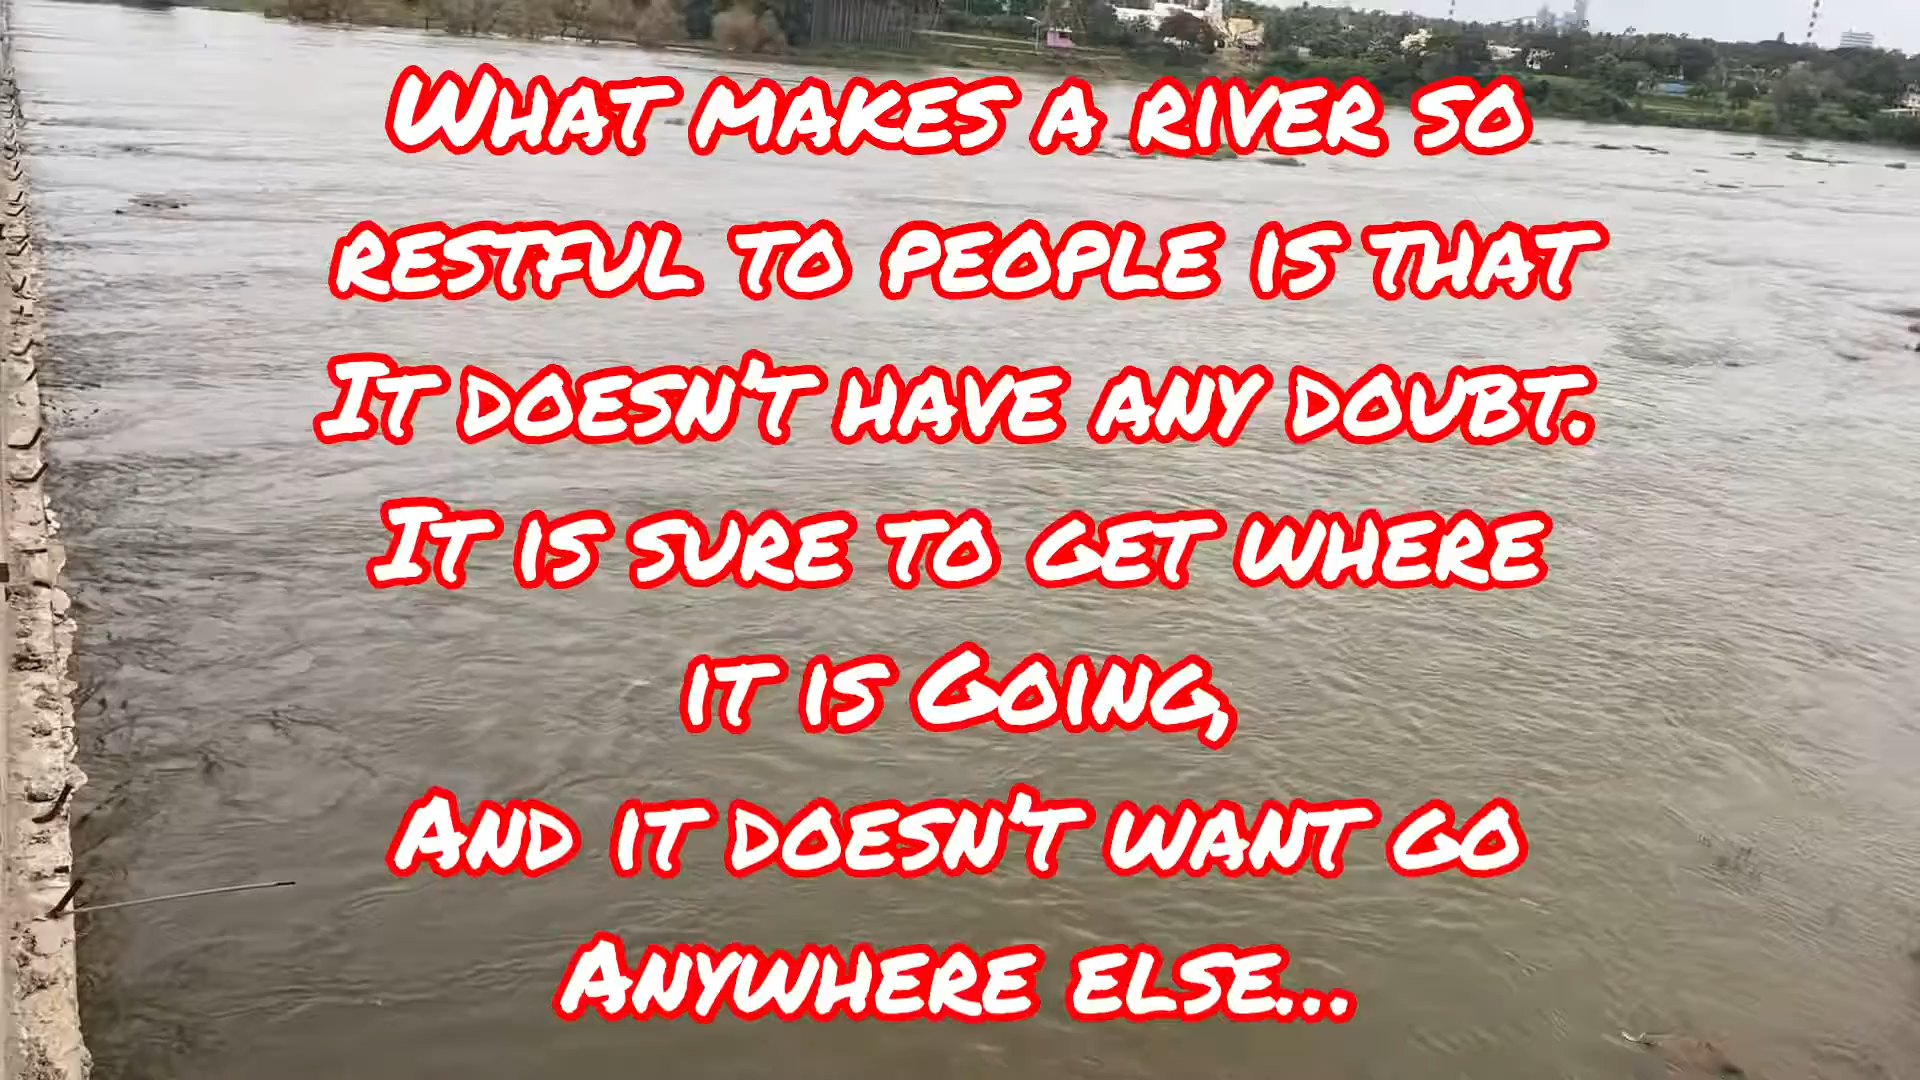 What makes a river so
restful to people is that
It doesn't have any doubt.
It is sure to get where
it is Going,
And it doesn't want go
Anywhere else...